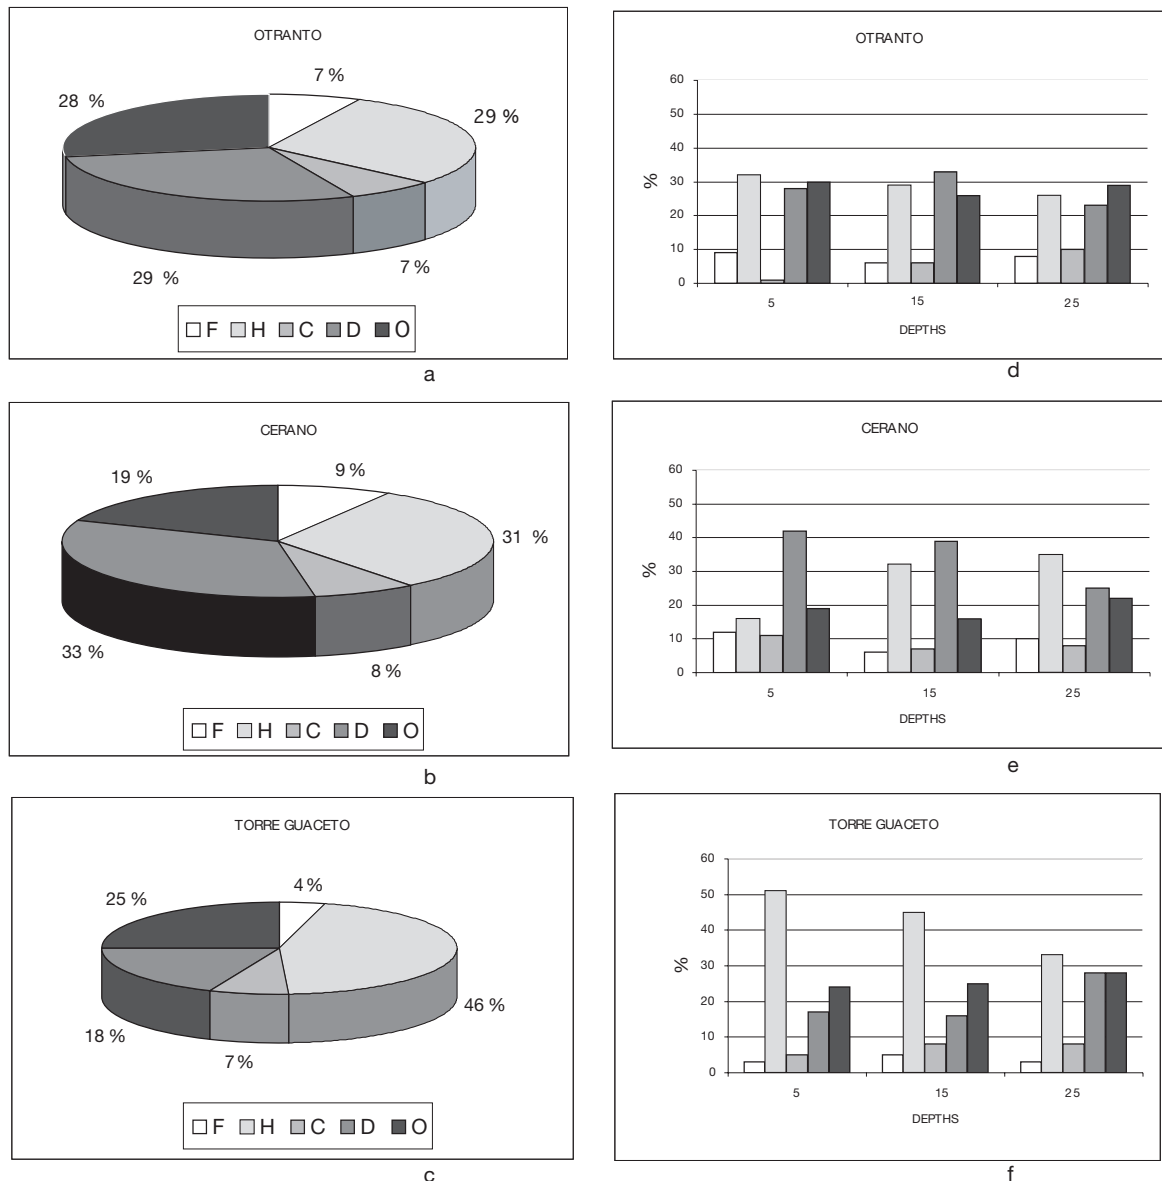 OTRANTO
7 %
28 %
29 %
29 %
7 %
F H C D O
a
OTRANTO
60
50
40
30
20
10
0
%
5 15 25
DEPTHS
d
CERANO
9 %
19 %
31 %
33 %
8 %
F H C D O
b
CERANO
60
50
40
30
20
10
0
%
5 15 25
DEPTHS
e
TORRE GUACETO
4 %
25 %
46 %
18 %
7 %
F H C D O
c
TORRE GUACETO
60
50
40
30
20
10
0
%
5 15 25
DEPTHS
f